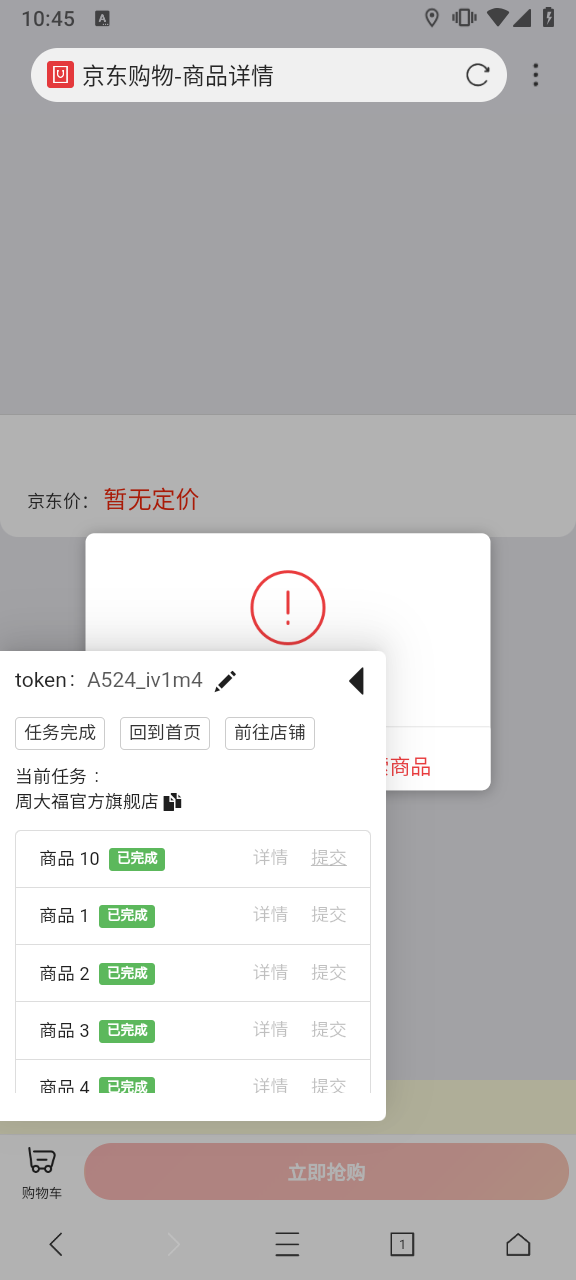 10:45
京东购物-商品详情
京东价： 暂无定价
token： A524_iv1m4
任务完成 回到首页 前往店铺
商品
当前任务 ：
周大福官方旗舰店
商品 10 已完成 详情 提交
商品 1 已完成 详情 提交
商品 2 已完成 详情 提交
商品 3 已完成 详情 提交
商品 4 已完成 详情 提交
购物车 立即抢购
1